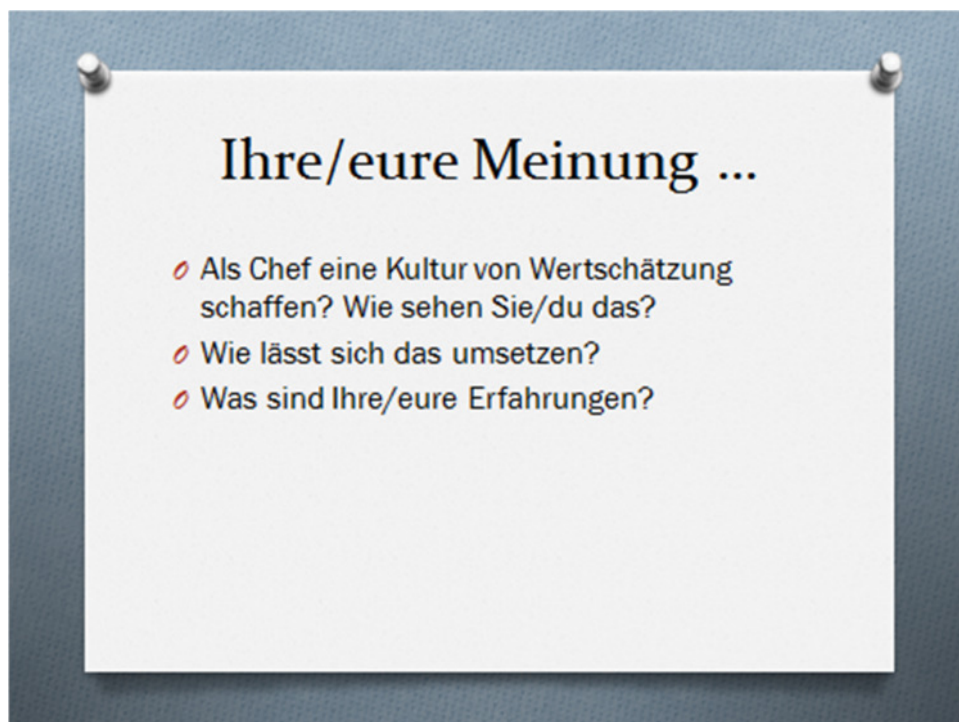 Ihre/eure Meinung ...
Als Chef eine Kultur von Wertschätzung
schaffen? Wie sehen Sie/du das?
Wie lässt sich das umsetzen?
Was sind Ihre/eure Erfahrungen?